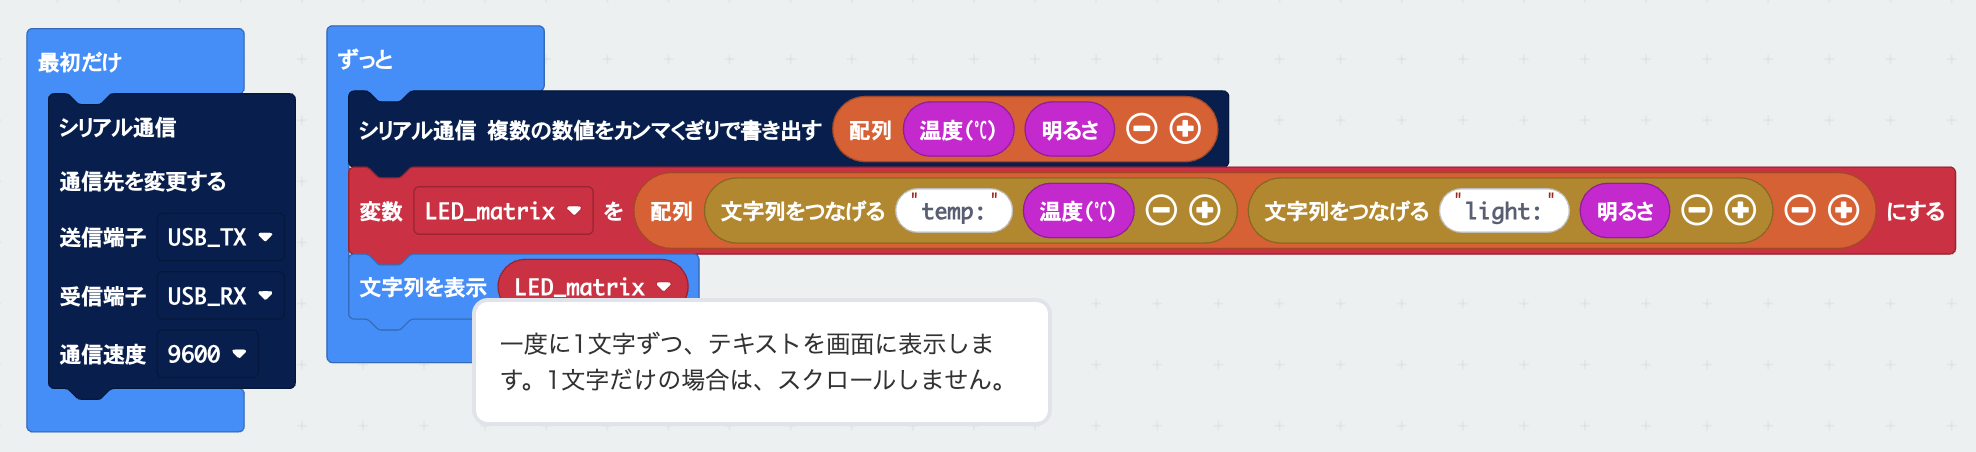 最初だけ
シリアル通信
通信先を変更する
送信端子 USB_TX
受信端子 USB_RX
通信速度 9600
ずっと
シリアル通信 複数の数値をカンマくぎりで書き出す 配列 温度(℃) 明るさ
変数 LED_matrix を 配列 文字列をつなげる "temp:" 温度(℃) 文字列をつなげる "light:" 明るさ にする
文字列を表示 LED_matrix
一度に1文字ずつ、テキストを画面に表示しま
す。1文字だけの場合は、スクロールしません。